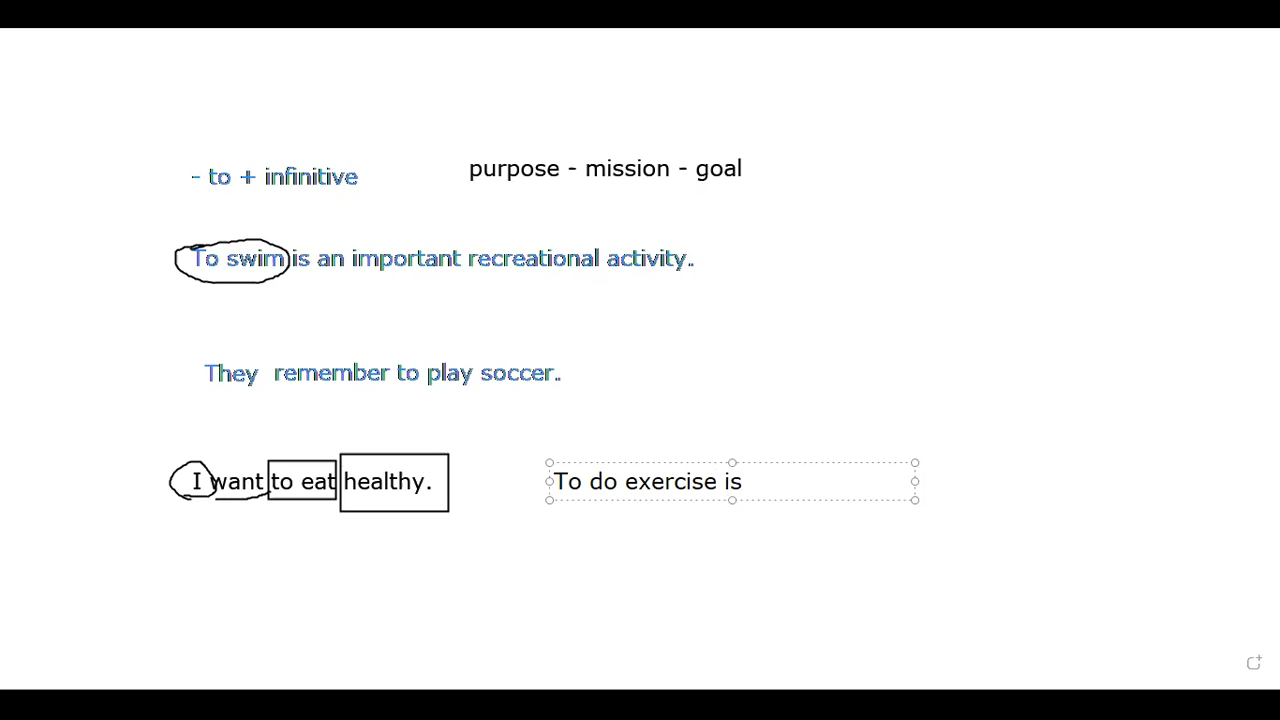 - to + infinitive
purpose - mission - goal
To swim is an important recreational activity.
They remember to play soccer.
I want to eat healthy.
To do exercise is